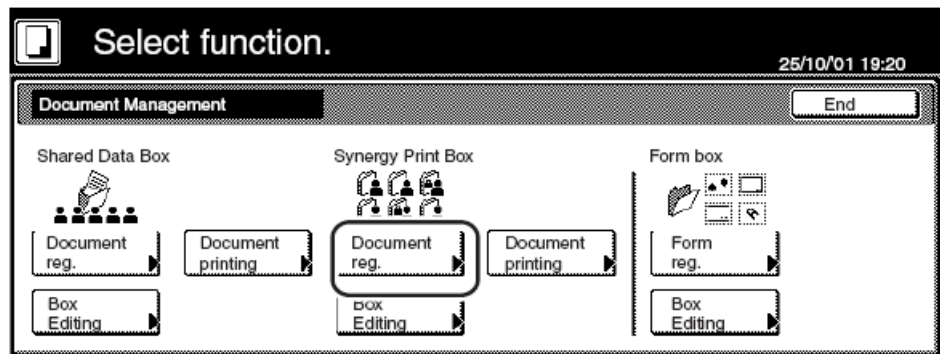 Select function.
25/10/'01 19:20
Document Management
End
Shared Data Box
Synergy Print Box
Form box
Document
reg.
Document
printing
Document
reg.
Document
printing
Form
reg.
Box
Editing
Box
Editing
Box
Editing